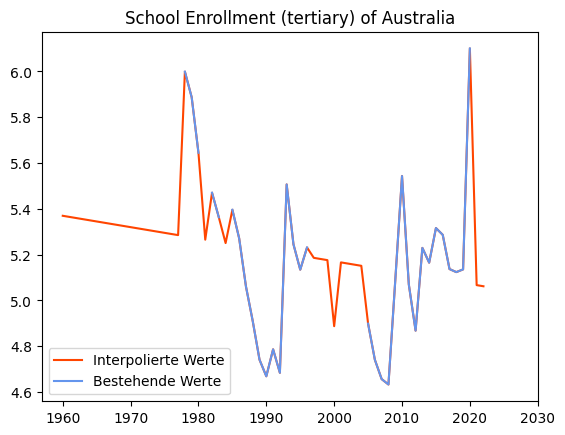 School Enrollment (tertiary) of Australia
6.0
5.8
5.6
5.4
5.2
5.0
4.8
4.6
Interpolierte Werte
Bestehende Werte
1960 1970 1980 1990 2000 2010 2020 2030